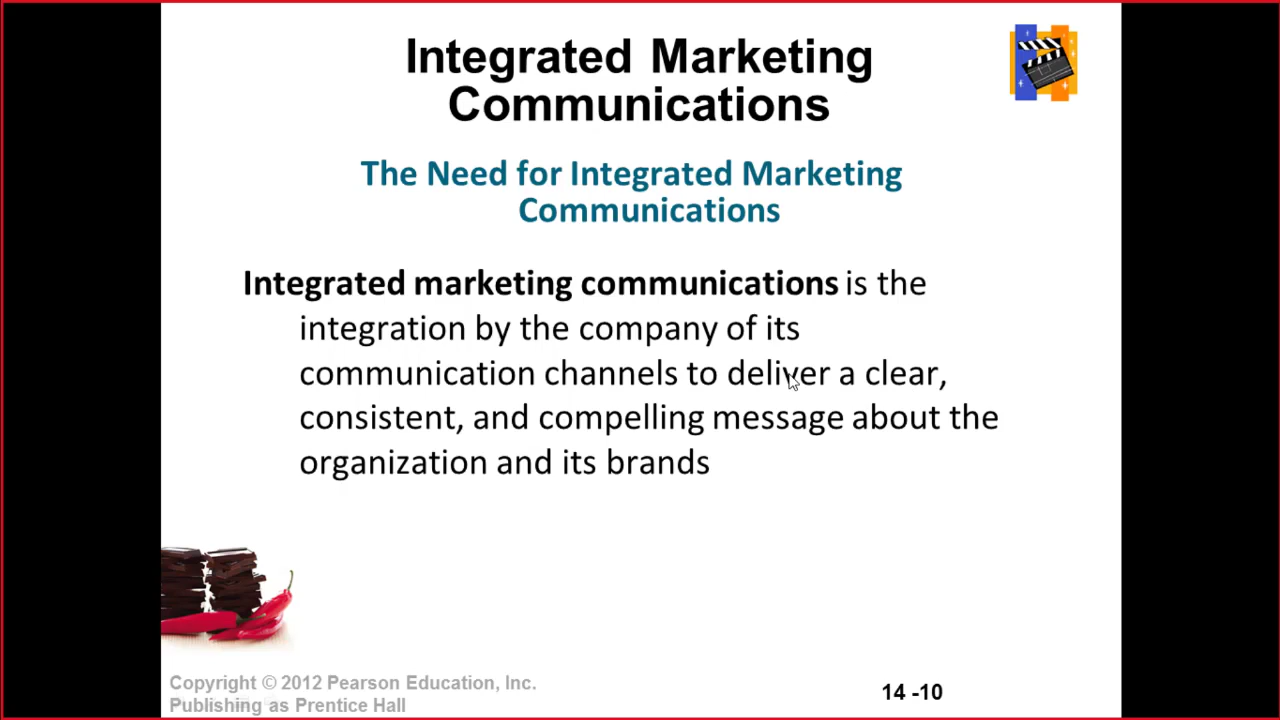 Integrated Marketing
Communications
The Need for Integrated Marketing
Communications
Integrated marketing communications is the
integration by the company of its
communication channels to deliver a clear,
consistent, and compelling message about the
organization and its brands
Copyright © 2012 Pearson Education, Inc.
Publishing as Prentice Hall
14 -10